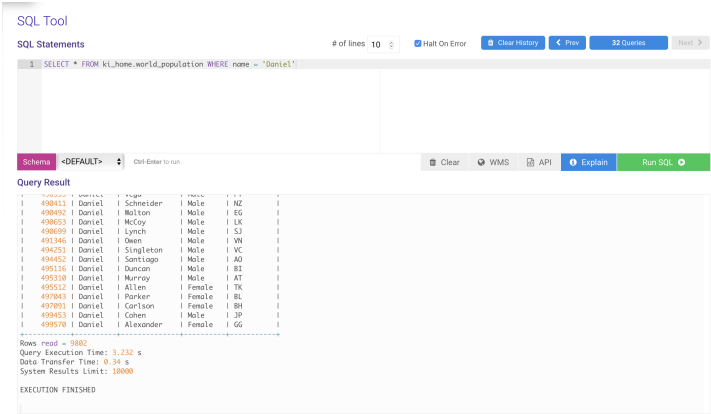 SQL Tool
SQL Statements
# of lines 10 Halt On Error Clear History Prev 32 Queries Next
1 SELECT * FROM ki_home.world_population WHERE name = 'Daniel'
Schema <DEFAULT> Ctrl-Enter to run Clear WMS API Explain Run SQL
Query Result
| 490411 | Daniel | Schneider | Male | NZ |
| 490492 | Daniel | Walton | Male | EG |
| 490653 | Daniel | McCoy | Male | LK |
| 490699 | Daniel | Lynch | Male | SJ |
| 491346 | Daniel | Owen | Male | VN |
| 494251 | Daniel | Singleton | Male | VC |
| 494452 | Daniel | Santiago | Male | AO |
| 495116 | Daniel | Duncan | Male | BI |
| 495310 | Daniel | Murray | Male | AT |
| 495512 | Daniel | Allen | Female | TK |
| 497043 | Daniel | Parker | Female | BL |
| 497091 | Daniel | Carlson | Female | BH |
| 499453 | Daniel | Cohen | Male | JP |
| 499570 | Daniel | Alexander | Female | GG |
Rows read = 9802
Query Execution Time: 3.232 s
Data Transfer Time: 0.34 s
System Results Limit: 10000
EXECUTION FINISHED